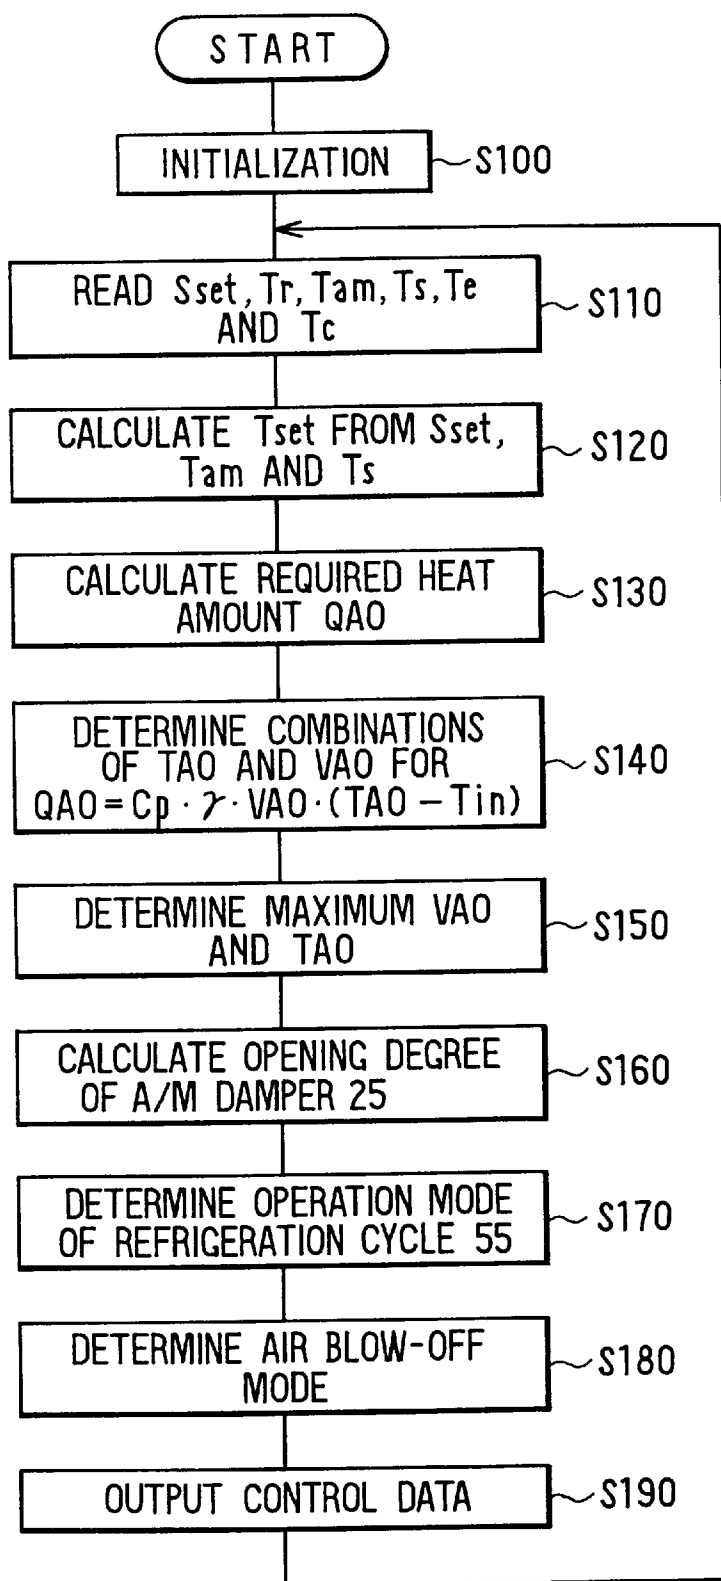 START
INITIALIZATION
S100
READ Sset, Tr, Tam, Ts, Te
AND Tc
S110
CALCULATE Tset FROM Sset,
Tam AND Ts
S120
CALCULATE REQUIRED HEAT
AMOUNT QAO
S130
DETERMINE COMBINATIONS
OF TAO AND VAO FOR
QAO = Cp · γ · VAO · (TAO - Tin)
S140
DETERMINE MAXIMUM VAO
AND TAO
S150
CALCULATE OPENING DEGREE
OF A/M DAMPER 25
S160
DETERMINE OPERATION MODE
OF REFRIGERATION CYCLE 55
S170
DETERMINE AIR BLOW-OFF
MODE
S180
OUTPUT CONTROL DATA
S190